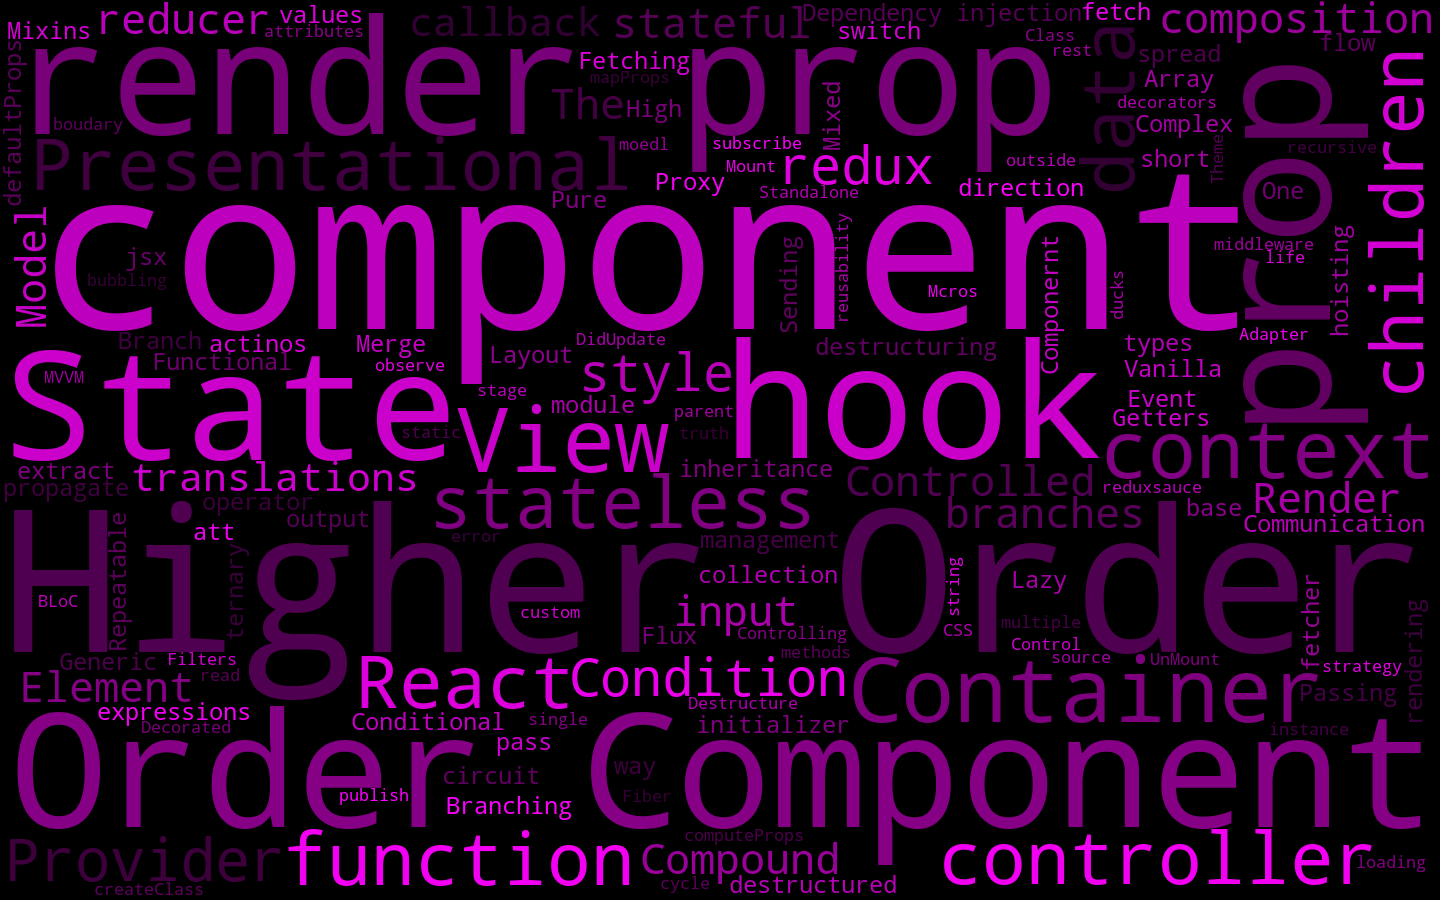 Mixins
reducer
values
attributes
callback
stateful
Dependency injection
fetch
composition
switch
Class
rest
flow
spread
defaultProps
render prop
Fetching
mapProps
The
High
Mixed
data
Array
decorators
Complex
prop
children
boudary
Presentational
moedl
subscribe
Mount
redux
outside
short
Theme
recursive
Proxy
Standalone
direction
Pure
One
Model
component
jsx
bubbling
Sending
reusability
Mcros
Componernt
ducks
middleware
life
hoisting
Branch
actinos
Merge
Functional
observe
Layout
DidUpdate
destructuring
types
Adapter
Vanilla
MVVM
State
stage
style
module
parent
hook
Event
Getters
static
View
truth
context
extract
translations
inheritance
propagate
operator
stateless
Controlled
reduxsauce
Render
branches
base
Communication
output
att
error
management
Higher Order
Repeatable
ternary
BLoC
custom
collection
input
string
Lazy
fetcher
rendering
Flux
Controlling
CSS
multiple
methods
Control
source
UnMount
strategy
Generic
Filters
read
Element
React
Condition
Container
Passing
expressions
Decorated
Conditional
single
Destructure
initializer
instance
pass
Order Component
circuit
way
publish
Branching
Fiber
computeProps
Provider
function
Compound
controller
loading
createClass
cycle
destructured